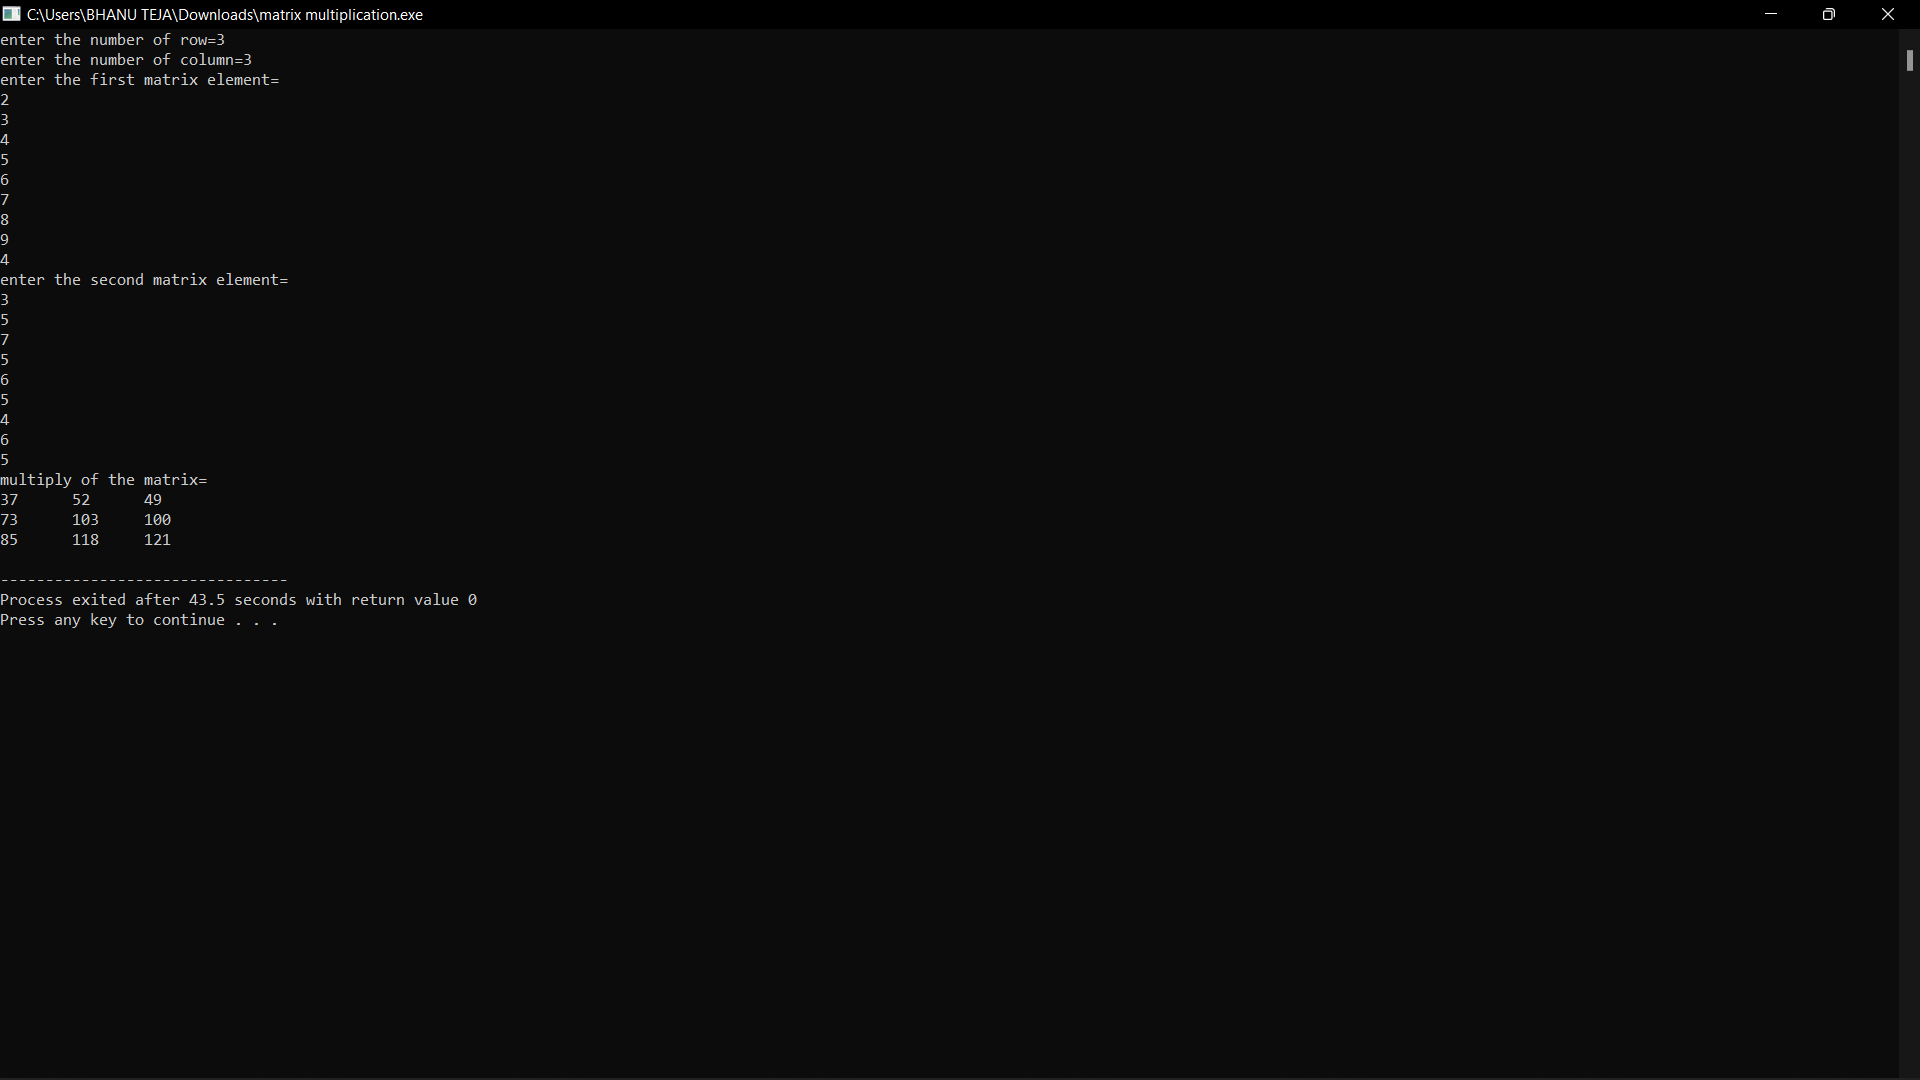 C:\Users\BHANU TEJA\Downloads\matrix multiplication.exe
enter the number of row=3
enter the number of column=3
enter the first matrix element=
2
3
4
5
6
7
8
9
4
enter the second matrix element=
3
5
7
5
6
5
4
6
5
multiply of the matrix=
37      52      49
73      103     100
85      118     121
--------------------------------
Process exited after 43.5 seconds with return value 0
Press any key to continue . . .